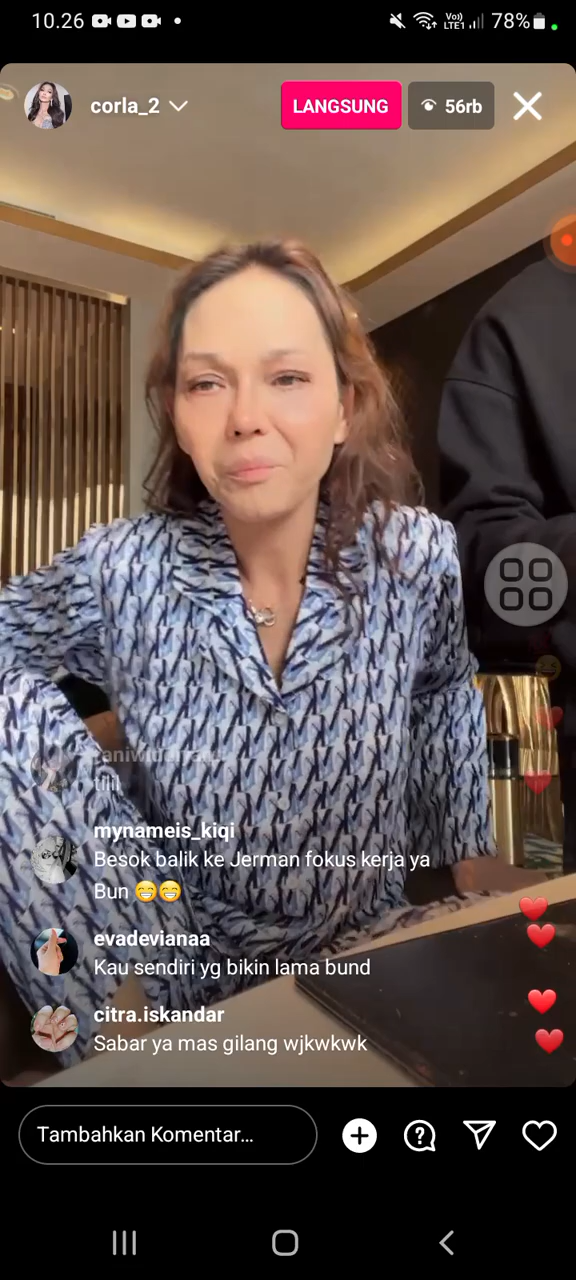 10.26
Vo))
LTE1
78%
corla_2
LANGSUNG
56rb
tilil
mynameis_kiqi
Besok balik ke Jerman fokus kerja ya
Bun 😁😁
evadevianaa
Kau sendiri yg bikin lama bund
citra.iskandar
Sabar ya mas gilang wjkwkwk
Tambahkan Komentar...